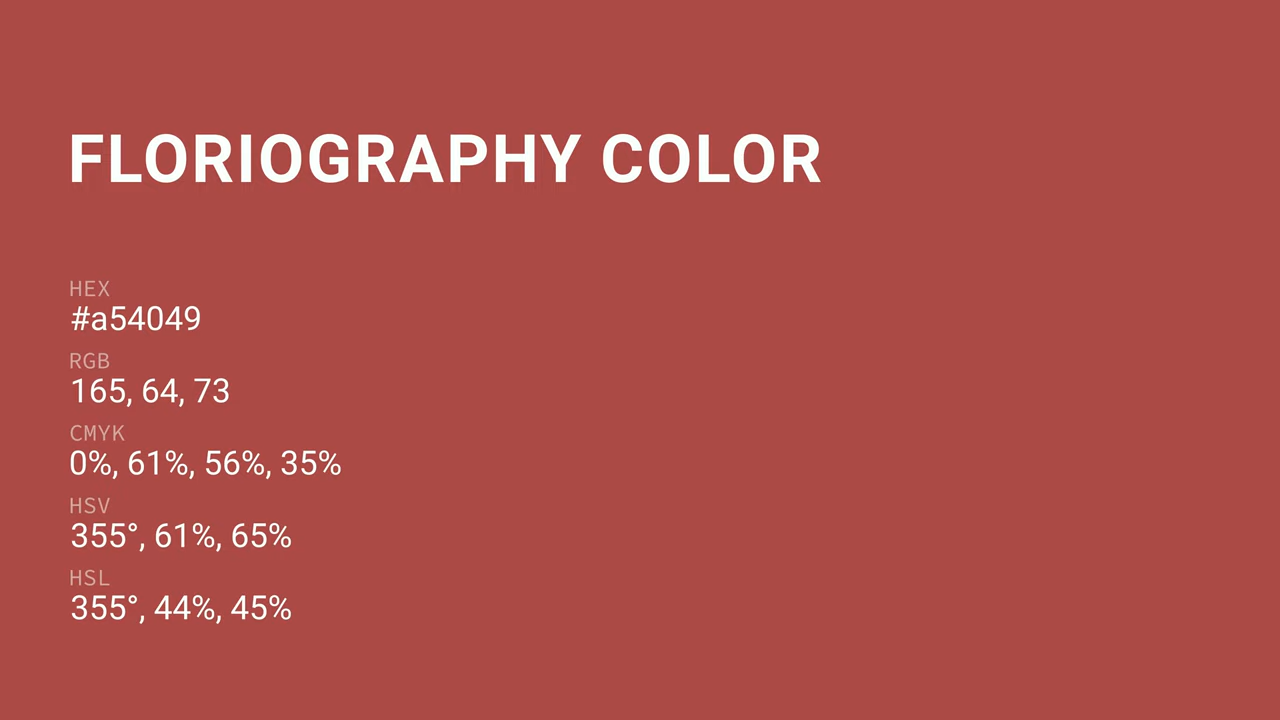 FLORIOGRAPHY COLOR
HEX
#a54049
RGB
165, 64, 73
CMYK
0%, 61%, 56%, 35%
HSV
355°, 61%, 65%
HSL
355°, 44%, 45%